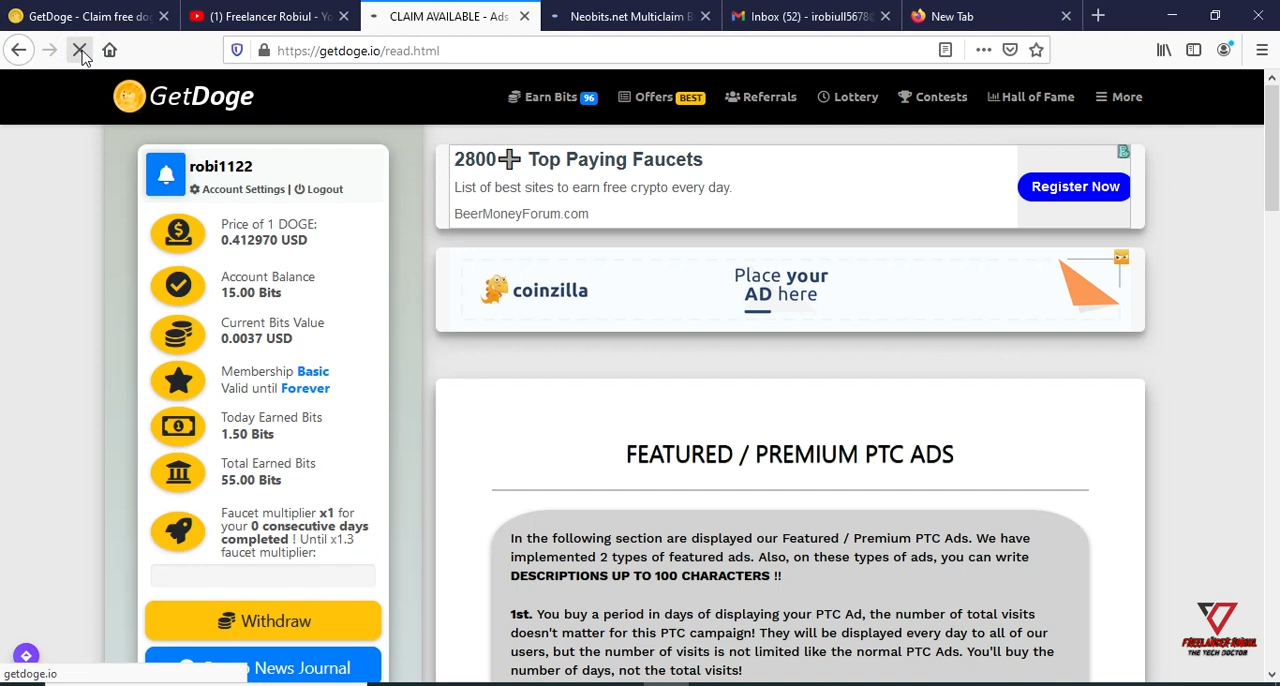 GetDoge - Claim free dog
(1) Freelancer Robiul - Yo
CLAIM AVAILABLE - Ads
Neobits.net Multiclaim B
Inbox (52) - irobiull5678@
New Tab
https://getdoge.io/read.html
GetDoge
Earn Bits 96
Offers BEST
Referrals
Lottery
Contests
Hall of Fame
More
robi1122
Account Settings | Logout
Price of 1 DOGE:
0.412970 USD
Account Balance
15.00 Bits
Current Bits Value
0.0037 USD
Membership Basic
Valid until Forever
Today Earned Bits
1.50 Bits
Total Earned Bits
55.00 Bits
Faucet multiplier x1 for
your 0 consecutive days
completed ! Until x1.3
faucet multiplier:
Withdraw
News Journal
getdoge.io
2800+ Top Paying Faucets
List of best sites to earn free crypto every day.
BeerMoneyForum.com
Register Now
coinzilla
Place your
AD here
FEATURED / PREMIUM PTC ADS
In the following section are displayed our Featured / Premium PTC Ads. We have
implemented 2 types of featured ads. Also, on these types of ads, you can write
DESCRIPTIONS UP TO 100 CHARACTERS !!
1st. You buy a period in days of displaying your PTC Ad, the number of total visits
doesn't matter for this PTC campaign! They will be displayed every day to all of our
users, but the number of visits is not limited like the normal PTC Ads. You'll buy the
number of days, not the total visits!
FREELANCER ROBIUL
THE TECH DOCTOR